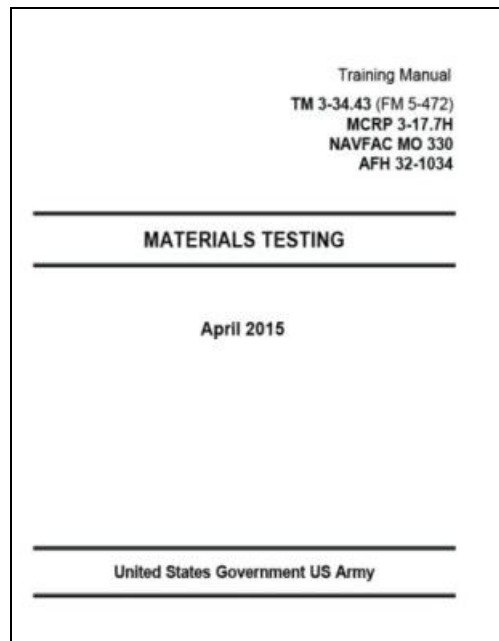 Training Manual
TM 3-34.43 (FM 5-472)
MCRP 3-17.7H
NAVFAC MO 330
AFH 32-1034
MATERIALS TESTING
April 2015
United States Government US Army